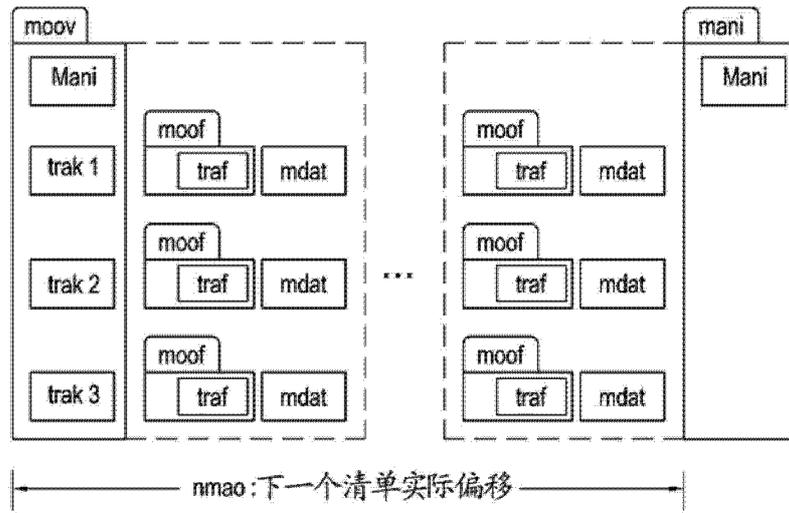 moov mani
Mani Mani
moof moof
trak 1 traf mdat traf mdat
moof moof
trak 2 traf mdat ... traf mdat
moof moof
trak 3 traf mdat traf mdat
nmao:下一个清单实际偏移